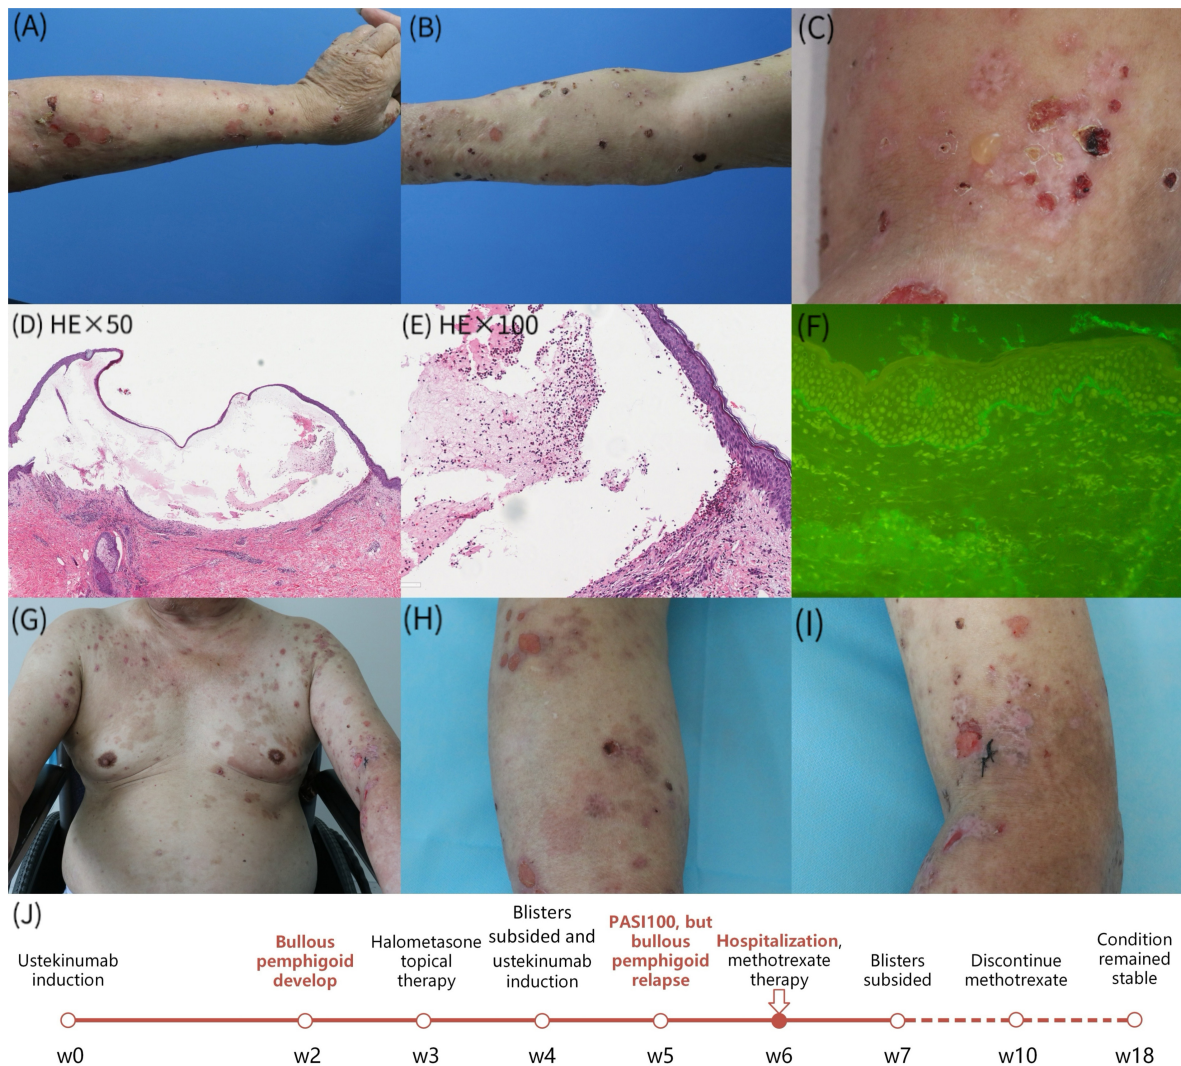 (A)
(B)
(C)
(D) HE×50
(E) HE×100
(F)
(G)
(H)
(I)
(J)
Ustekinumab
induction
Bullous
pemphigoid
develop
Halometasone
topical
therapy
Blisters
subsided and
ustekinumab
induction
PASI100, but
bullous
pemphigoid
relapse
Hospitalization,
methotrexate
therapy
Blisters
subsided
Discontinue
methotrexate
Condition
remained
stable
w0
w2
w3
w4
w5
w6
w7
w10
w18